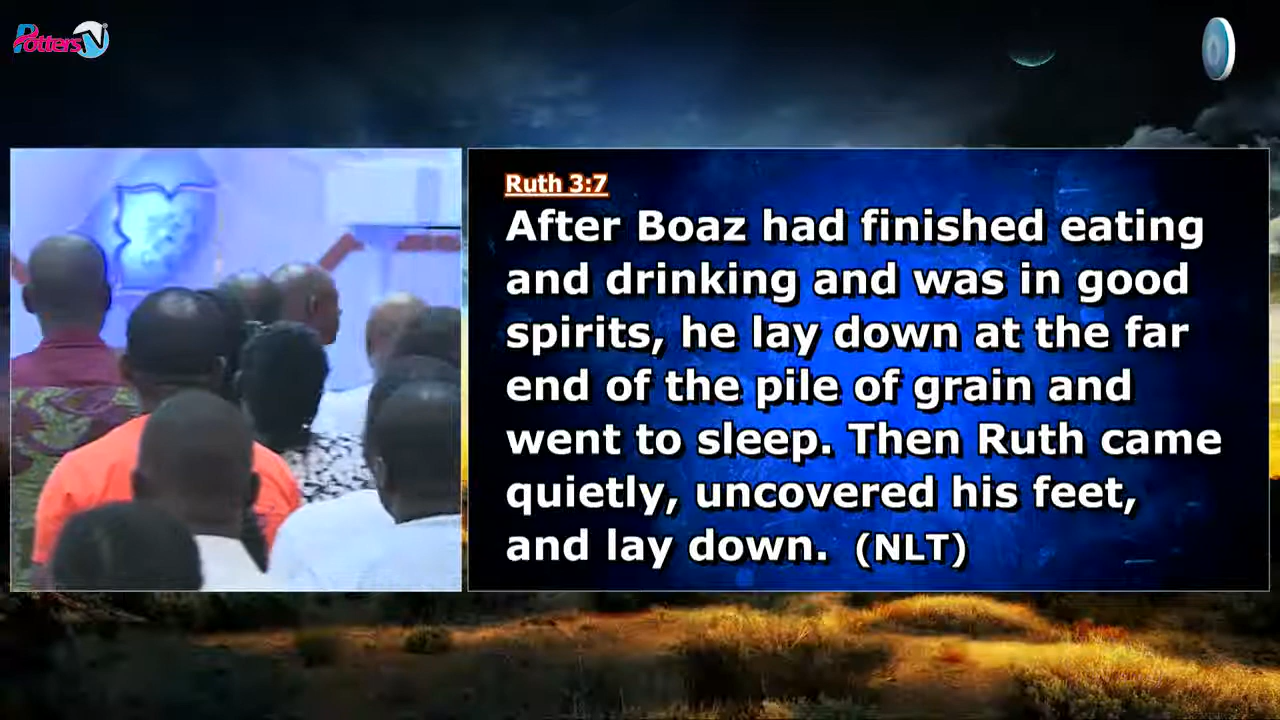 PottersTV
Ruth 3:7
After Boaz had finished eating
and drinking and was in good
spirits, he lay down at the far
end of the pile of grain and
went to sleep. Then Ruth came
quietly, uncovered his feet,
and lay down. (NLT)